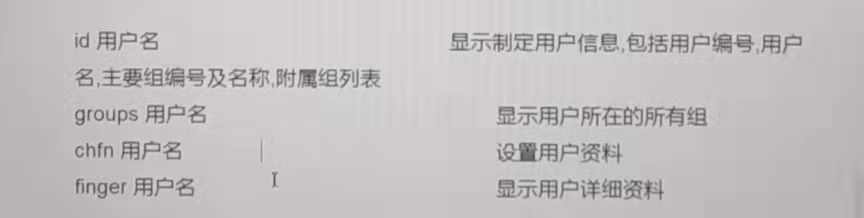 id 用户名 显示制定用户信息,包括用户编号,用户
名,主要组编号及名称,附属组列表
groups 用户名 显示用户所在的所有组
chfn 用户名 设置用户资料
finger 用户名 显示用户详细资料